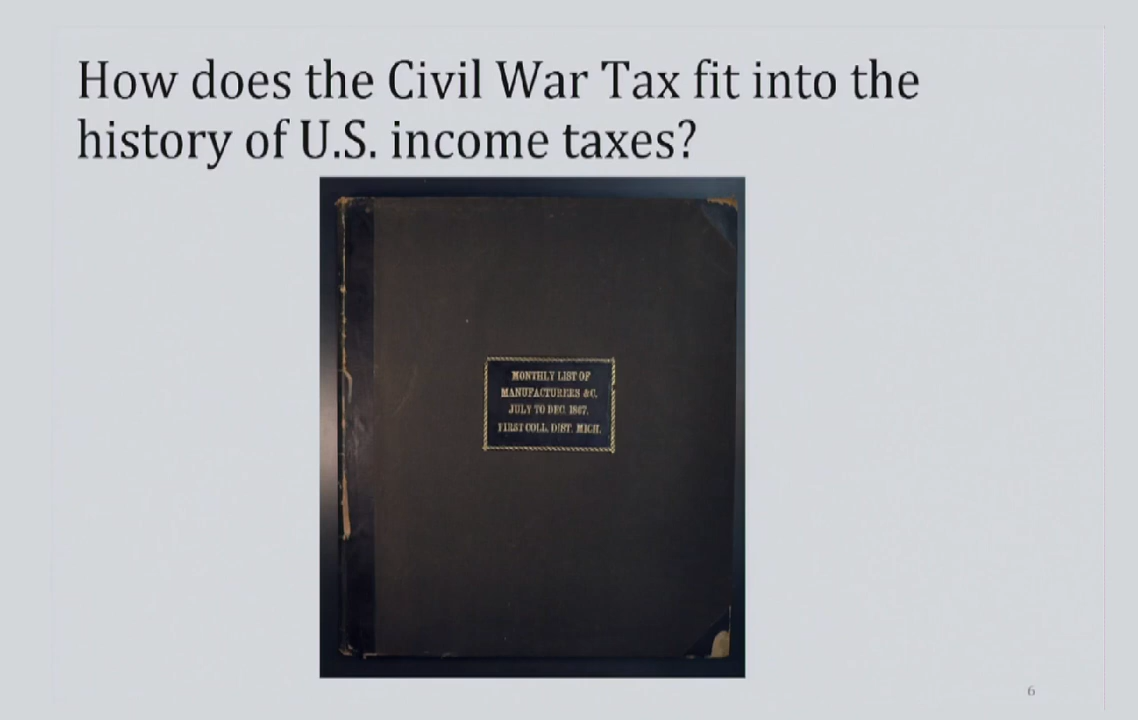 How does the Civil War Tax fit into the
history of U.S. income taxes?
MONTHLY LIST OF
MANUFACTURERS &C.
JULY TO DEC. 1867.
FIRST COLL. DIST. MICH.
6